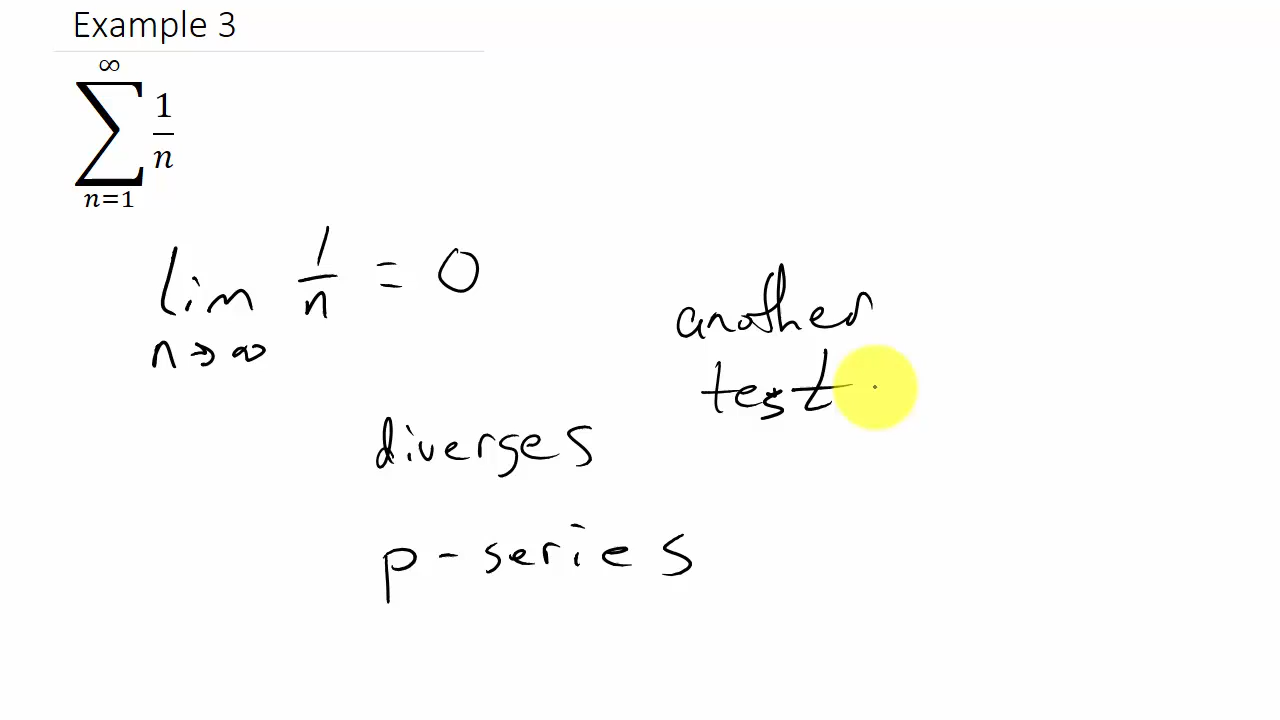 Example 3
∞
∑ 1/n
n=1
lim 1/n = 0
n→∞
another
test
diverges
p-series